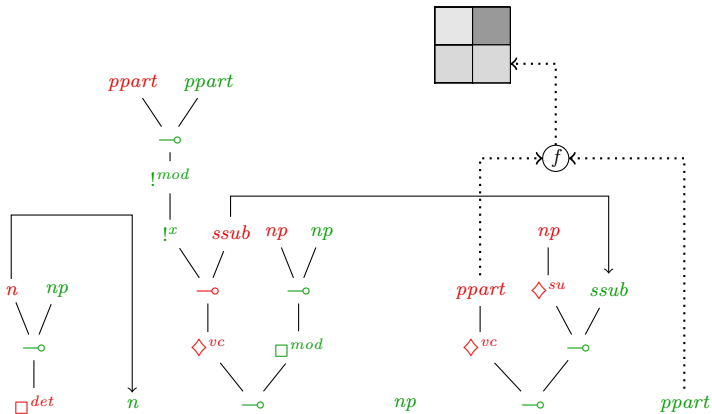 ppart ppart
f
!mod
!x ssub np np np
n np ppart ◇su ssub
◇vc □mod ◇vc
□det n np ppart